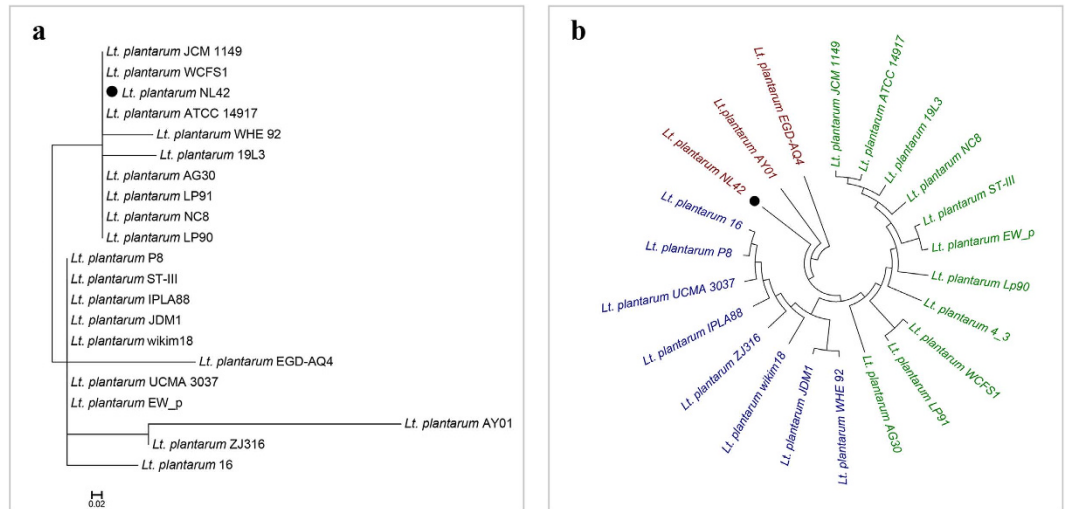 a
Lt. plantarum JCM 1149
Lt. plantarum WCFS1
Lt. plantarum NL42
Lt. plantarum ATCC 14917
Lt. plantarum WHE 92
Lt. plantarum 19L3
Lt. plantarum AG30
Lt. plantarum LP91
Lt. plantarum NC8
Lt. plantarum LP90
Lt. plantarum P8
Lt. plantarum ST-III
Lt. plantarum IPLA88
Lt. plantarum JDM1
Lt. plantarum wikim18
Lt. plantarum EGD-AQ4
Lt. plantarum UCMA 3037
Lt. plantarum EW_p
Lt. plantarum AY01
Lt. plantarum ZJ316
Lt. plantarum 16
0.02
b
Lt. plantarum JCM 1149
Lt. plantarum ATCC 14917
Lt. plantarum 19L3
Lt. plantarum NC8
Lt. plantarum ST-III
Lt. plantarum EW_p
Lt. plantarum Lp90
Lt. plantarum 4_3
Lt. plantarum WCFS1
Lt. plantarum LP91
Lt. plantarum AG30
Lt. plantarum WHE 92
Lt. plantarum JDM1
Lt. plantarum wikim18
Lt. plantarum ZJ316
Lt. plantarum IPLA88
Lt. plantarum UCMA 3037
Lt. plantarum P8
Lt. plantarum 16
Lt. plantarum NL42
Lt.plantarum AY01
Lt. plantarum EGD-AQ4